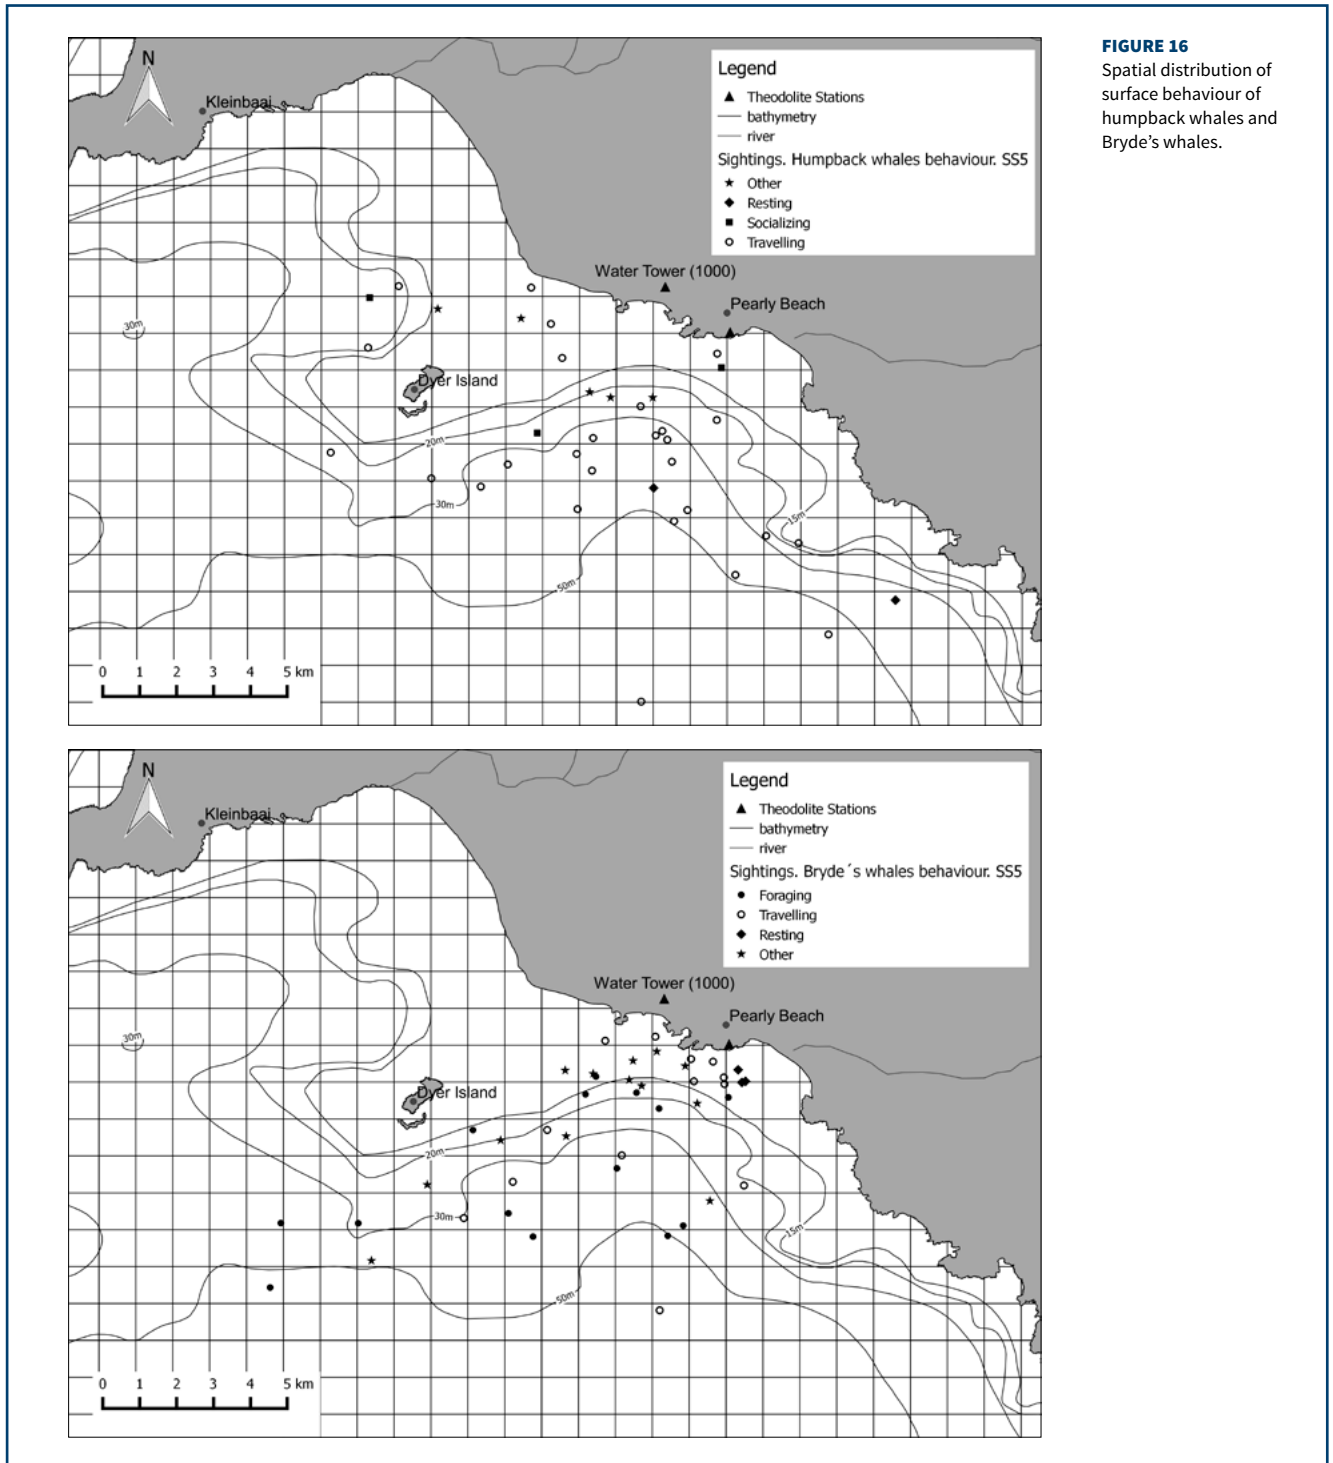 FIGURE 16
Spatial distribution of
surface behaviour of
humpback whales and
Bryde’s whales.
N
Kleinbaai
Legend
Theodolite Stations
bathymetry
river
Sightings. Humpback whales behaviour. SS5
Other
Resting
Socializing
Travelling
Water Tower (1000)
Pearly Beach
30m
Dyer Island
20m
30m
15m
50m
0 1 2 3 4 5 km
N
Kleinbaai
Legend
Theodolite Stations
bathymetry
river
Sightings. Bryde´s whales behaviour. SS5
Foraging
Travelling
Resting
Other
Water Tower (1000)
Pearly Beach
30m
Dyer Island
20m
30m
15m
50m
0 1 2 3 4 5 km